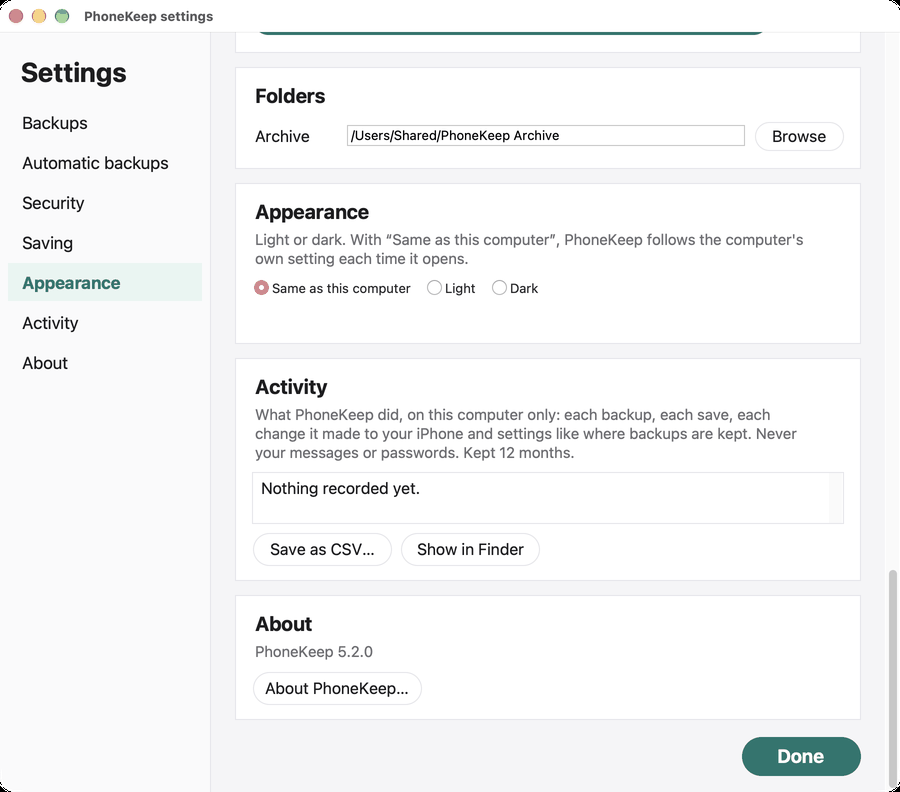 PhoneKeep settings
Settings
Backups
Automatic backups
Security
Saving
Appearance
Activity
About
Folders
Archive
/Users/Shared/PhoneKeep Archive
Browse
Appearance
Light or dark. With “Same as this computer”, PhoneKeep follows the computer's
own setting each time it opens.
Same as this computer
Light
Dark
Activity
What PhoneKeep did, on this computer only: each backup, each save, each
change it made to your iPhone and settings like where backups are kept. Never
your messages or passwords. Kept 12 months.
Nothing recorded yet.
Save as CSV...
Show in Finder
About
PhoneKeep 5.2.0
About PhoneKeep...
Done